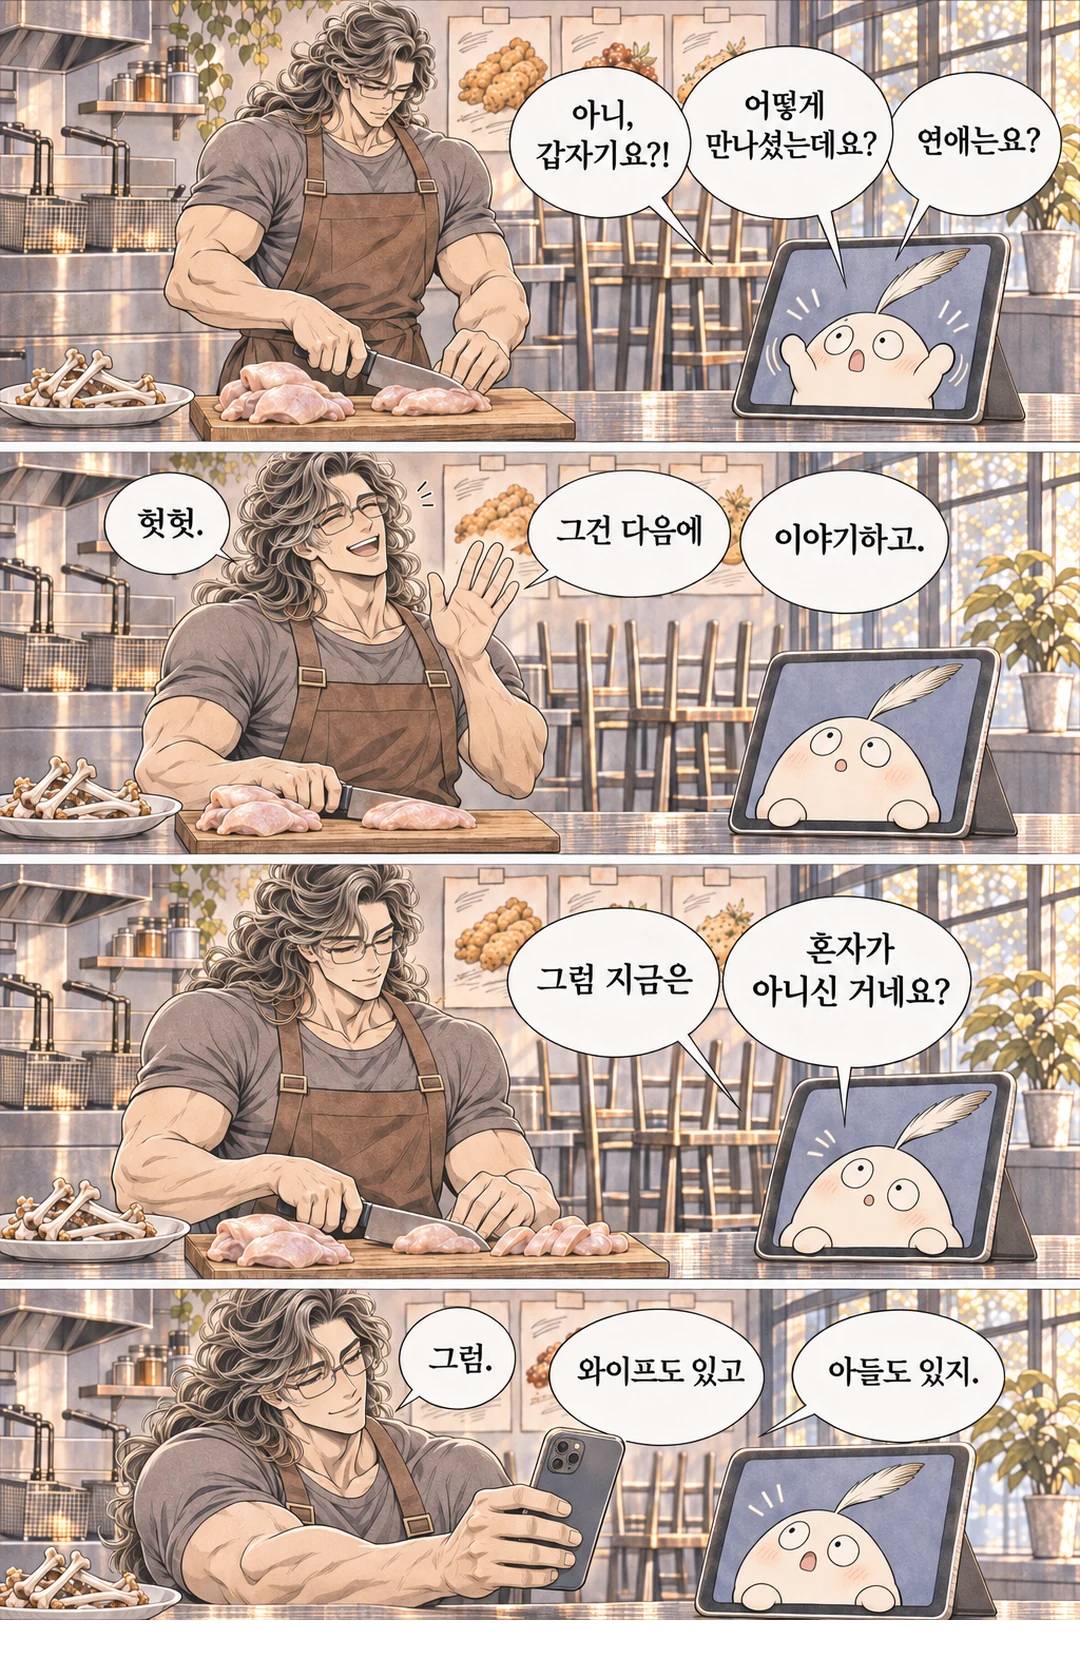 아니,
갑자기요?!
어떻게
만나셨는데요?
연애는요?
헛헛.
그건 다음에
이야기하고.
그럼 지금은
혼자가
아니신 거네요?
그럼.
와이프도 있고
아들도 있지.